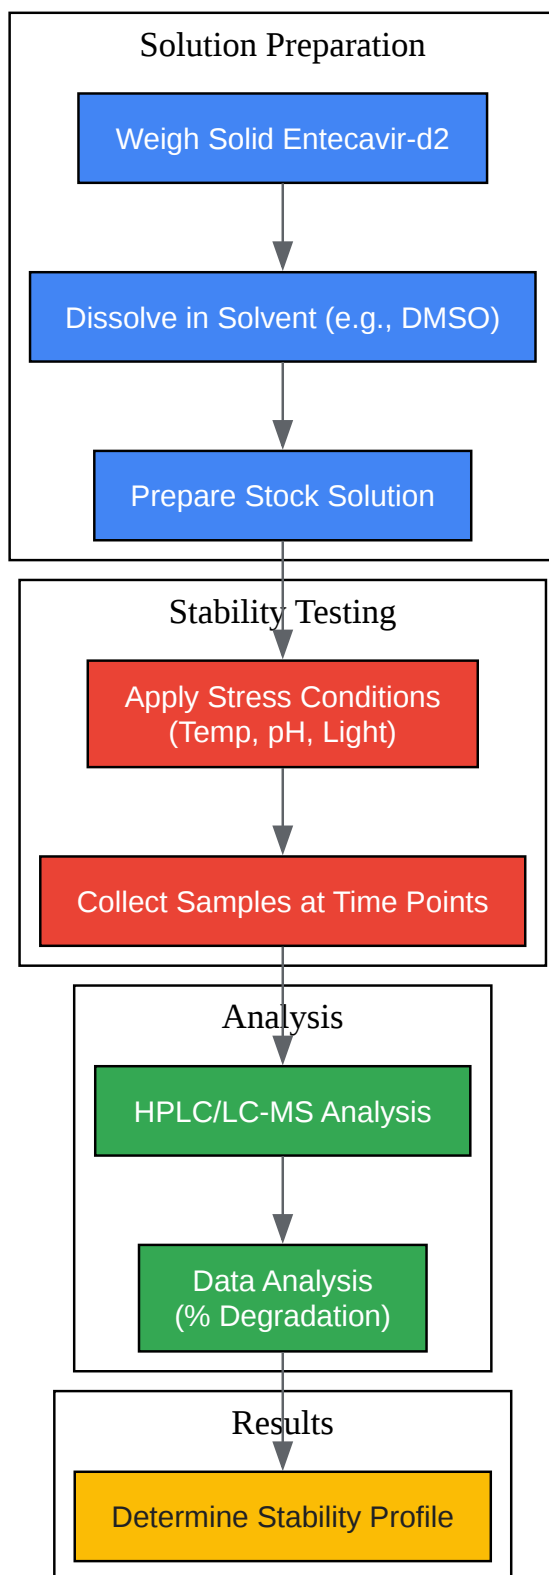 Solution Preparation
Weigh Solid Entecavir-d2
Dissolve in Solvent (e.g., DMSO)
Prepare Stock Solution
Stability Testing
Apply Stress Conditions
(Temp, pH, Light)
Collect Samples at Time Points
Analysis
HPLC/LC-MS Analysis
Data Analysis
(% Degradation)
Results
Determine Stability Profile